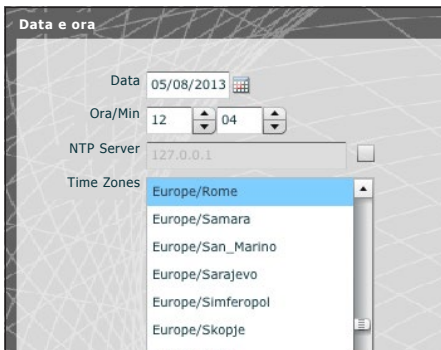 Data e ora
Data 05/08/2013
Ora/Min 12 04
NTP Server 127.0.0.1
Time Zones Europe/Rome
Europe/Samara
Europe/San_Marino
Europe/Sarajevo
Europe/Simferopol
Europe/Skopje